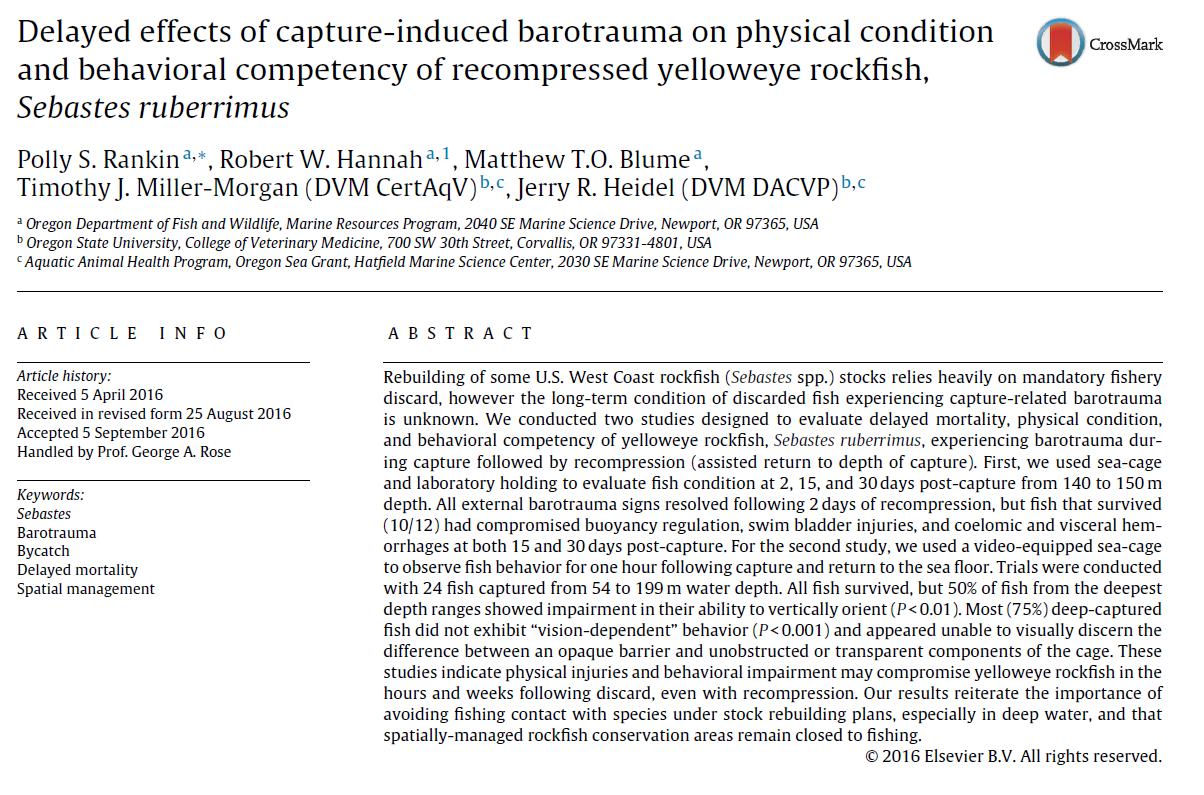 Delayed effects of capture-induced barotrauma on physical condition
and behavioral competency of recompressed yelloweye rockfish,
Sebastes ruberrimus
CrossMark
Polly S. Rankin a,*, Robert W. Hannah a,1, Matthew T.O. Blume a,
Timothy J. Miller-Morgan (DVM CertAqV) b,c, Jerry R. Heidel (DVM DACVP) b,c
a Oregon Department of Fish and Wildlife, Marine Resources Program, 2040 SE Marine Science Drive, Newport, OR 97365, USA
b Oregon State University, College of Veterinary Medicine, 700 SW 30th Street, Corvallis, OR 97331-4801, USA
c Aquatic Animal Health Program, Oregon Sea Grant, Hatfield Marine Science Center, 2030 SE Marine Science Drive, Newport, OR 97365, USA
ARTICLE INFO
Article history:
Received 5 April 2016
Received in revised form 25 August 2016
Accepted 5 September 2016
Handled by Prof. George A. Rose
Keywords:
Sebastes
Barotrauma
Bycatch
Delayed mortality
Spatial management
ABSTRACT
Rebuilding of some U.S. West Coast rockfish (Sebastes spp.) stocks relies heavily on mandatory fishery
discard, however the long-term condition of discarded fish experiencing capture-related barotrauma
is unknown. We conducted two studies designed to evaluate delayed mortality, physical condition,
and behavioral competency of yelloweye rockfish, Sebastes ruberrimus, experiencing barotrauma dur-
ing capture followed by recompression (assisted return to depth of capture). First, we used sea-cage
and laboratory holding to evaluate fish condition at 2, 15, and 30 days post-capture from 140 to 150 m
depth. All external barotrauma signs resolved following 2 days of recompression, but fish that survived
(10/12) had compromised buoyancy regulation, swim bladder injuries, and coelomic and visceral hem-
orrhages at both 15 and 30 days post-capture. For the second study, we used a video-equipped sea-cage
to observe fish behavior for one hour following capture and return to the sea floor. Trials were conducted
with 24 fish captured from 54 to 199 m water depth. All fish survived, but 50% of fish from the deepest
depth ranges showed impairment in their ability to vertically orient (P < 0.01). Most (75%) deep-captured
fish did not exhibit “vision-dependent” behavior (P < 0.001) and appeared unable to visually discern the
difference between an opaque barrier and unobstructed or transparent components of the cage. These
studies indicate physical injuries and behavioral impairment may compromise yelloweye rockfish in the
hours and weeks following discard, even with recompression. Our results reiterate the importance of
avoiding fishing contact with species under stock rebuilding plans, especially in deep water, and that
spatially-managed rockfish conservation areas remain closed to fishing.
© 2016 Elsevier B.V. All rights reserved.